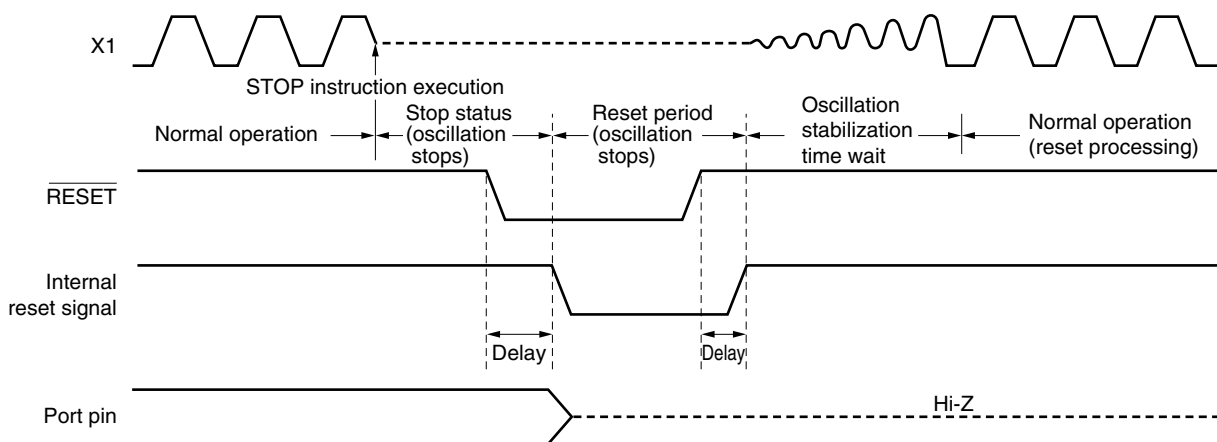 X1
STOP instruction execution
Normal operation
Stop status
(oscillation
stops)
Reset period
(oscillation
stops)
Oscillation
stabilization
time wait
Normal operation
(reset processing)
RESET
Internal
reset signal
Delay
Delay
Port pin
Hi-Z